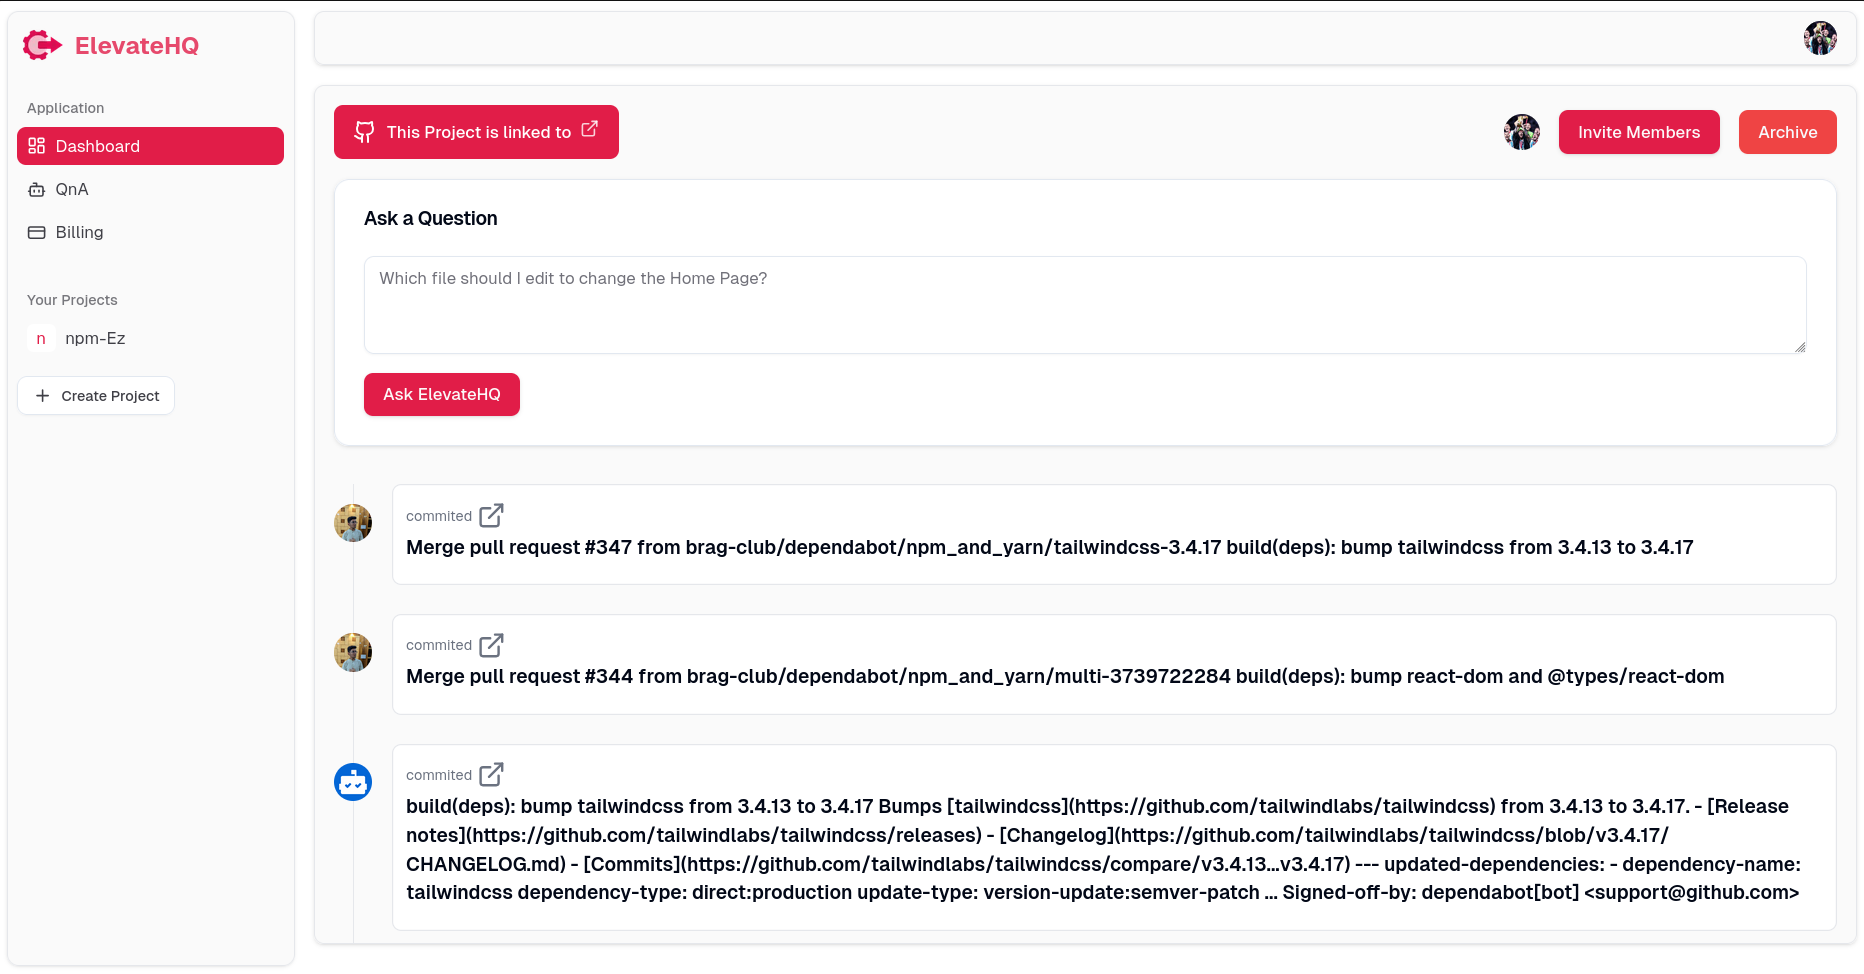 ElevateHQ
Application
Dashboard
QnA
Billing
Your Projects
n npm-Ez
Create Project
This Project is linked to
Invite Members
Archive
Ask a Question
Which file should I edit to change the Home Page?
Ask ElevateHQ
commited
Merge pull request #347 from brag-club/dependabot/npm_and_yarn/tailwindcss-3.4.17 build(deps): bump tailwindcss from 3.4.13 to 3.4.17
commited
Merge pull request #344 from brag-club/dependabot/npm_and_yarn/multi-3739722284 build(deps): bump react-dom and @types/react-dom
commited
build(deps): bump tailwindcss from 3.4.13 to 3.4.17 Bumps [tailwindcss](https://github.com/tailwindlabs/tailwindcss) from 3.4.13 to 3.4.17. - [Release
notes](https://github.com/tailwindlabs/tailwindcss/releases) - [Changelog](https://github.com/tailwindlabs/tailwindcss/blob/v3.4.17/
CHANGELOG.md) - [Commits](https://github.com/tailwindlabs/tailwindcss/compare/v3.4.13...v3.4.17) --- updated-dependencies: - dependency-name:
tailwindcss dependency-type: direct:production update-type: version-update:semver-patch ... Signed-off-by: dependabot[bot] <support@github.com>